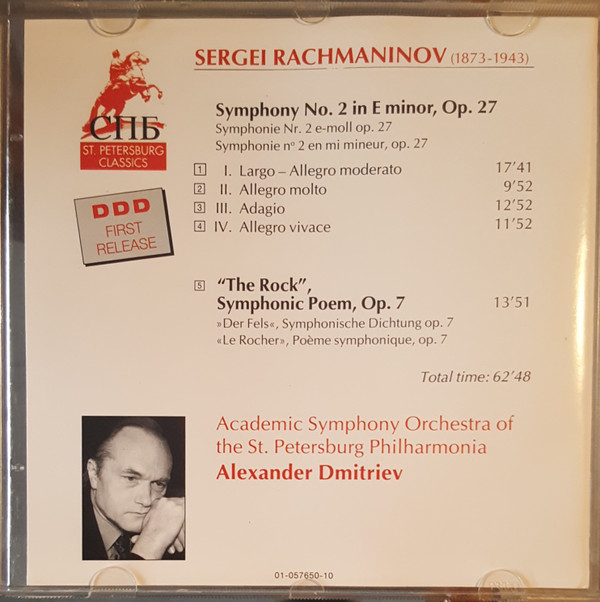 SERGEI RACHMANINOV (1873-1943)
СПБ
ST. PETERSBURG
CLASSICS
Symphony No. 2 in E minor, Op. 27
Symphonie Nr. 2 e-moll op. 27
Symphonie nº 2 en mi mineur, op. 27
1 I. Largo – Allegro moderato 17'41
2 II. Allegro molto 9'52
3 III. Adagio 12'52
4 IV. Allegro vivace 11'52
DDD
FIRST
RELEASE
5 “The Rock”,
Symphonic Poem, Op. 7 13'51
»Der Fels«, Symphonische Dichtung op. 7
«Le Rocher», Poème symphonique, op. 7
Total time: 62'48
Academic Symphony Orchestra of
the St. Petersburg Philharmonia
Alexander Dmitriev
01-057650-10